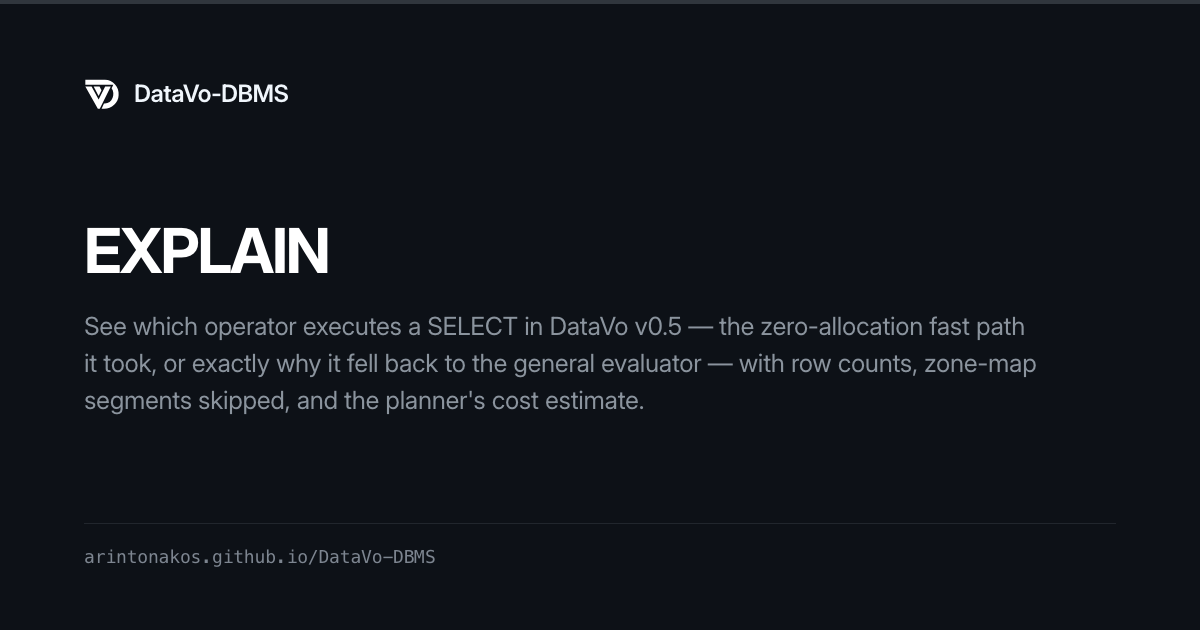 DataVo-DBMS
EXPLAIN
See which operator executes a SELECT in DataVo v0.5 — the zero-allocation fast path
it took, or exactly why it fell back to the general evaluator — with row counts, zone-map
segments skipped, and the planner's cost estimate.
arintonakos.github.io/DataVo-DBMS